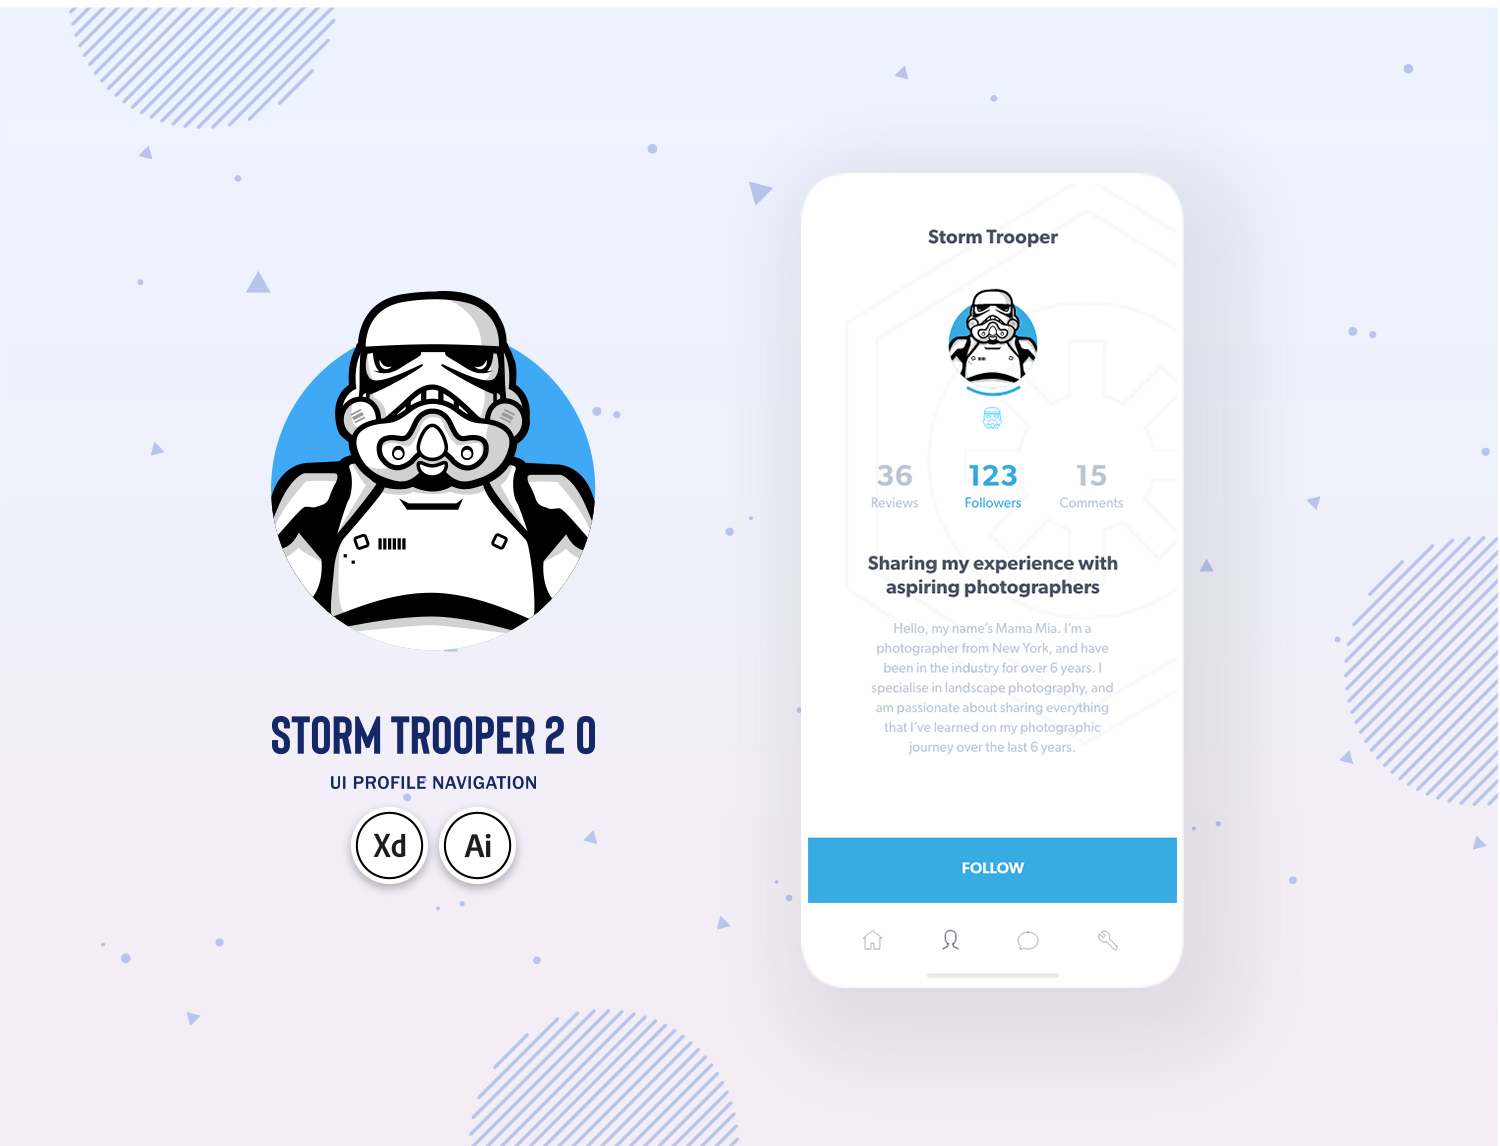 STORM TROOPER 2 0
UI PROFILE NAVIGATION
Xd
Ai
Storm Trooper
36
Reviews
123
Followers
15
Comments
Sharing my experience with
aspiring photographers
Hello, my name's Mama Mia. I'm a
photographer from New York, and have
been in the industry for over 6 years. I
specialise in landscape photography, and
am passionate about sharing everything
that I've learned on my photographic
journey over the last 6 years.
FOLLOW